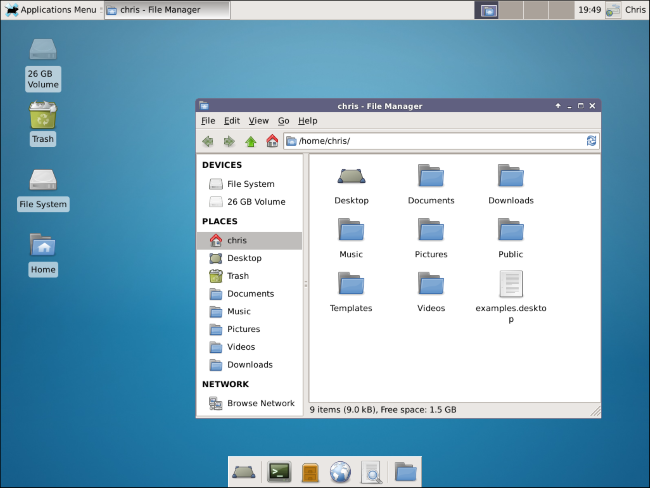 Applications Menu
chris - File Manager
19:49
Chris
26 GB
Volume
Trash
File System
Home
chris - File Manager
File Edit View Go Help
/home/chris/
DEVICES
File System
26 GB Volume
PLACES
chris
Desktop
Trash
Documents
Music
Pictures
Videos
Downloads
NETWORK
Browse Network
Desktop Documents Downloads
Music Pictures Public
Templates Videos examples.deskto
p
9 items (9.0 kB), Free space: 1.5 GB